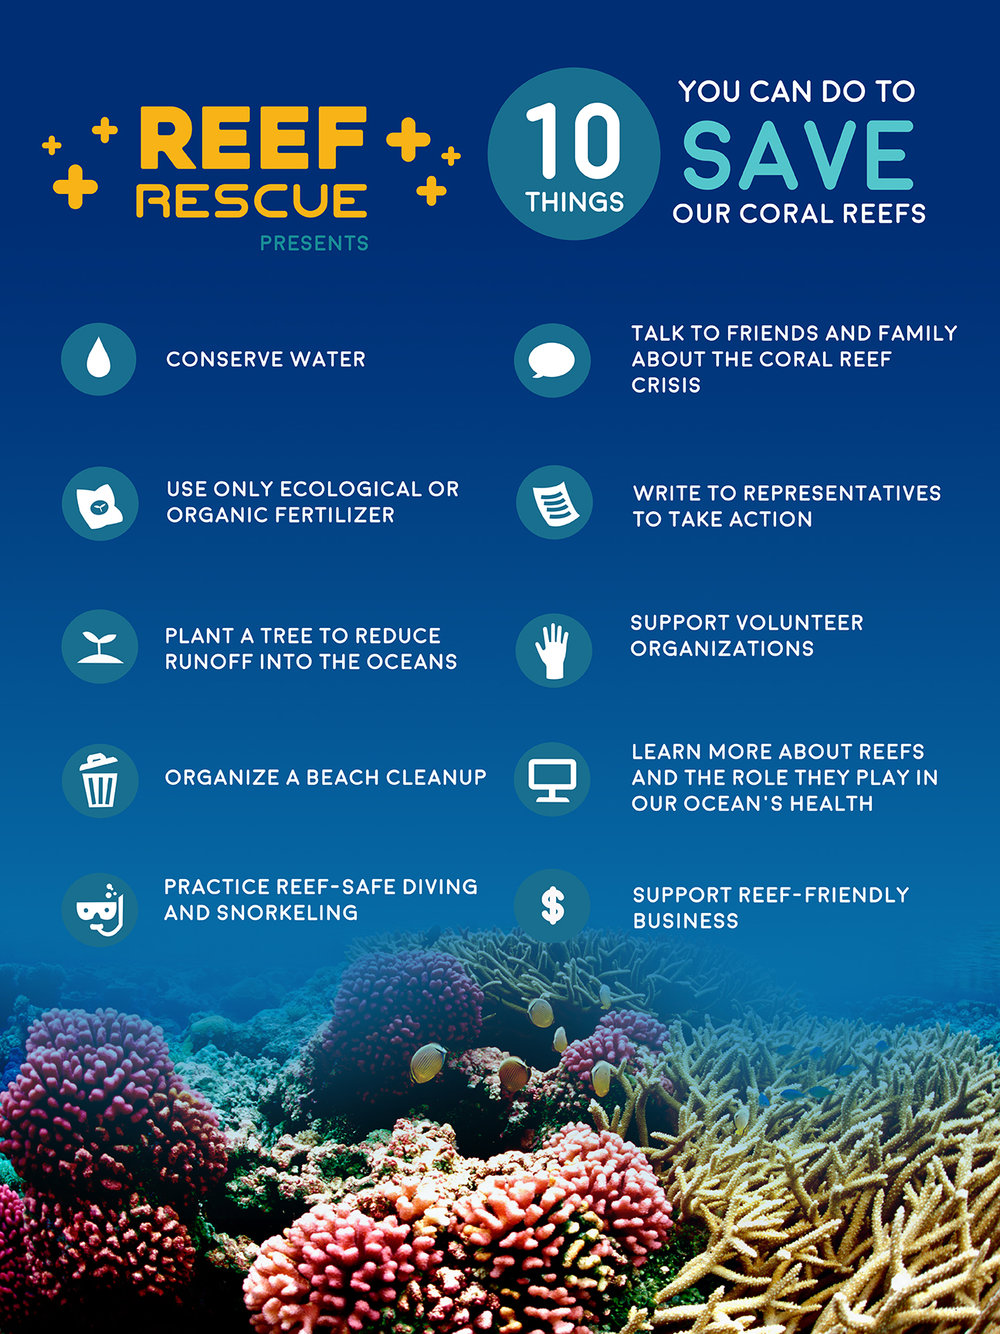 REEF
RESCUE
PRESENTS
10
THINGS
YOU CAN DO TO
SAVE
OUR CORAL REEFS
CONSERVE WATER
USE ONLY ECOLOGICAL OR
ORGANIC FERTILIZER
PLANT A TREE TO REDUCE
RUNOFF INTO THE OCEANS
ORGANIZE A BEACH CLEANUP
PRACTICE REEF-SAFE DIVING
AND SNORKELING
TALK TO FRIENDS AND FAMILY
ABOUT THE CORAL REEF
CRISIS
WRITE TO REPRESENTATIVES
TO TAKE ACTION
SUPPORT VOLUNTEER
ORGANIZATIONS
LEARN MORE ABOUT REEFS
AND THE ROLE THEY PLAY IN
OUR OCEAN'S HEALTH
$
SUPPORT REEF-FRIENDLY
BUSINESS